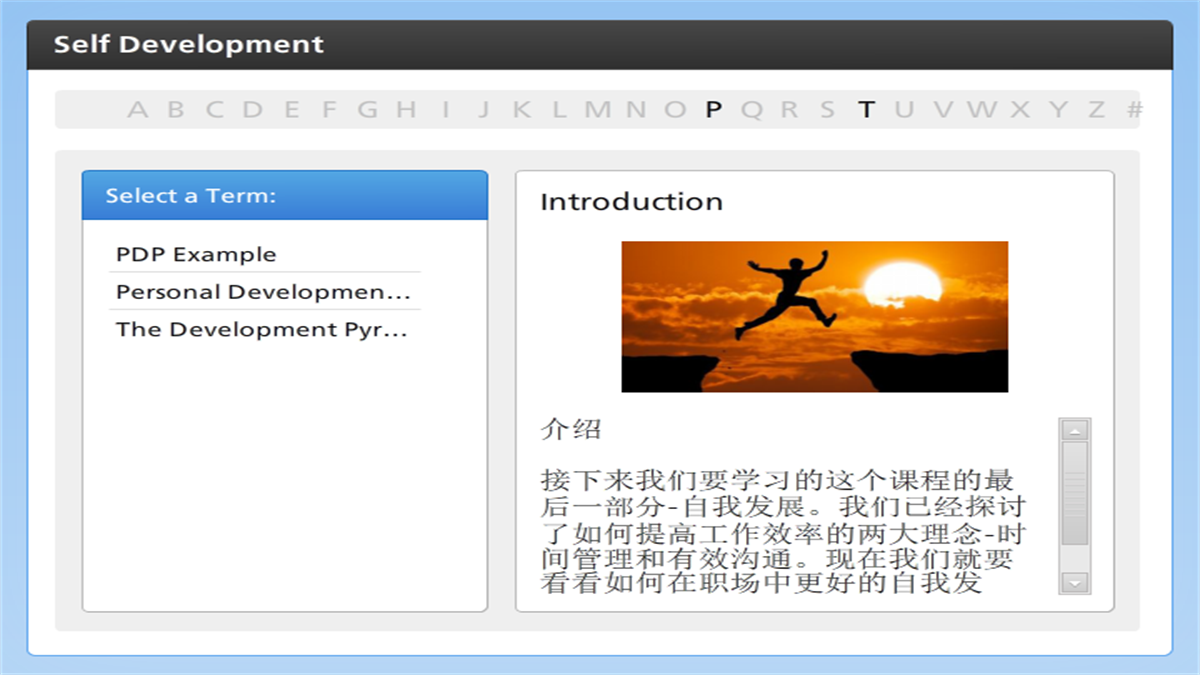 Self Development
A B C D E F G H I J K L M N O P Q R S T U V W X Y Z #
Select a Term:
PDP Example
Personal Developmen...
The Development Pyr...
Introduction
介绍
接下来我们要学习的这个课程的最
后一部分-自我发展。我们已经探讨
了如何提高工作效率的两大理念-时
间管理和有效沟通。现在我们就要
看看如何在职场中更好的自我发